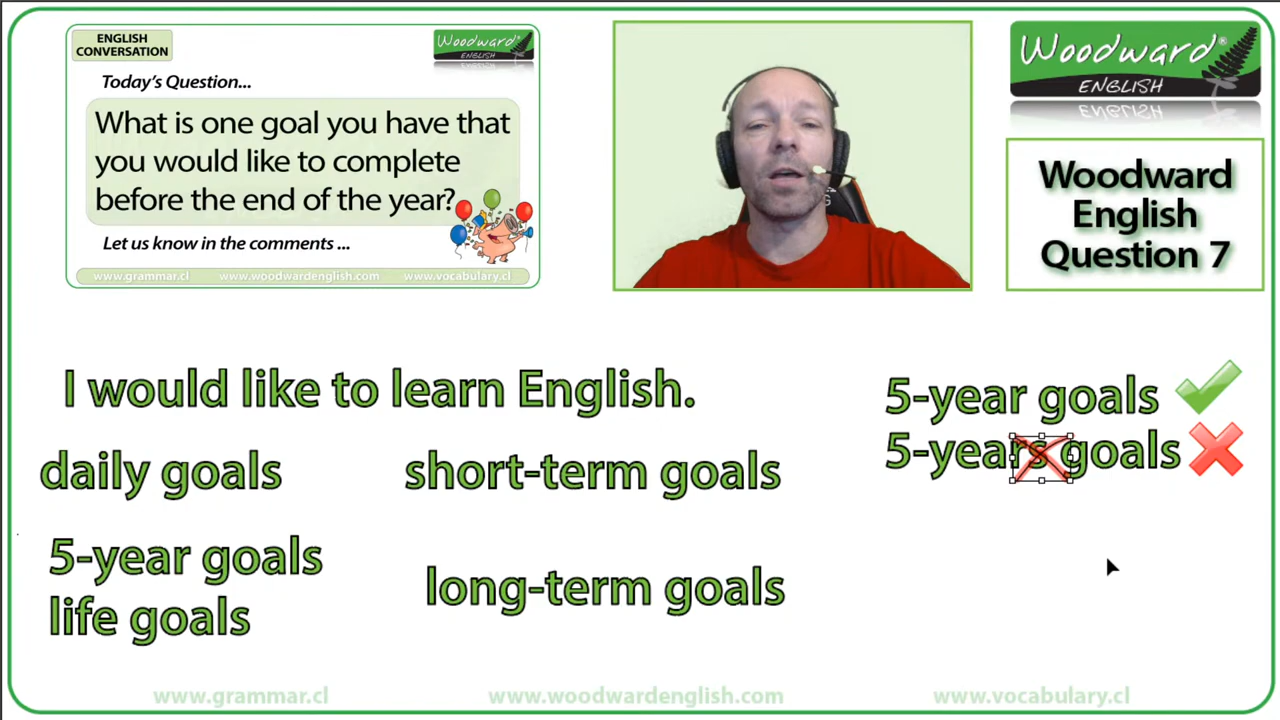 ENGLISH
CONVERSATION
Woodward
ENGLISH
Today's Question...
What is one goal you have that
you would like to complete
before the end of the year?
Let us know in the comments ...
www.grammar.cl www.woodwardenglish.com www.vocabulary.cl
Woodward®
ENGLISH
Woodward
English
Question 7
I would like to learn English.
daily goals
short-term goals
5-year goals
life goals
long-term goals
5-year goals
5-years goals
www.grammar.cl www.woodwardenglish.com www.vocabulary.cl